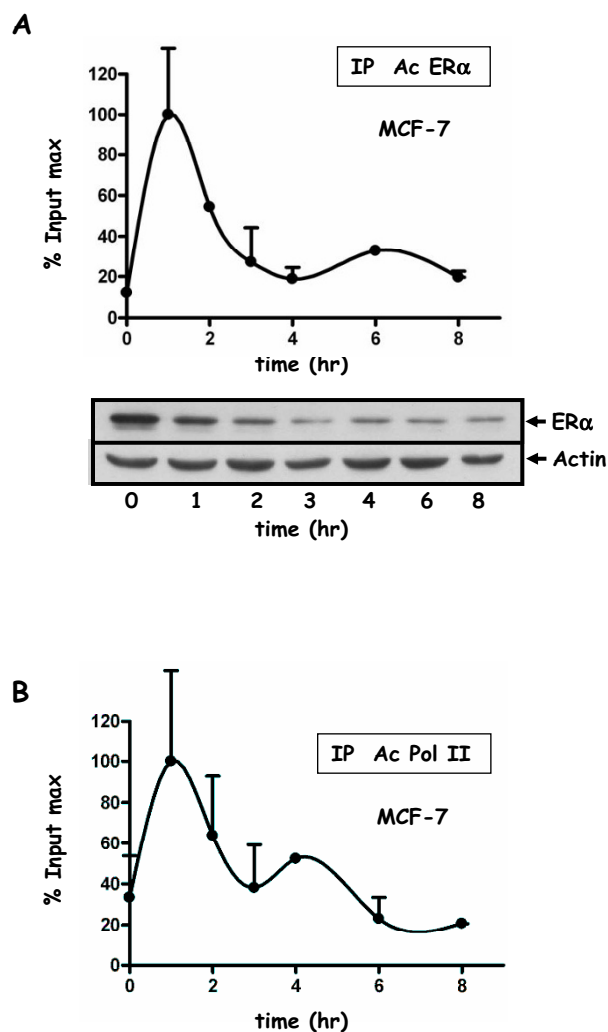 A
IP Ac ERα
MCF-7
% Input max
120
100
80
60
40
20
0
0 2 4 6 8
time (hr)
ERα
Actin
0 1 2 3 4 6 8
time (hr)
B
IP Ac Pol II
MCF-7
% Input max
120
100
80
60
40
20
0
0 2 4 6 8
time (hr)